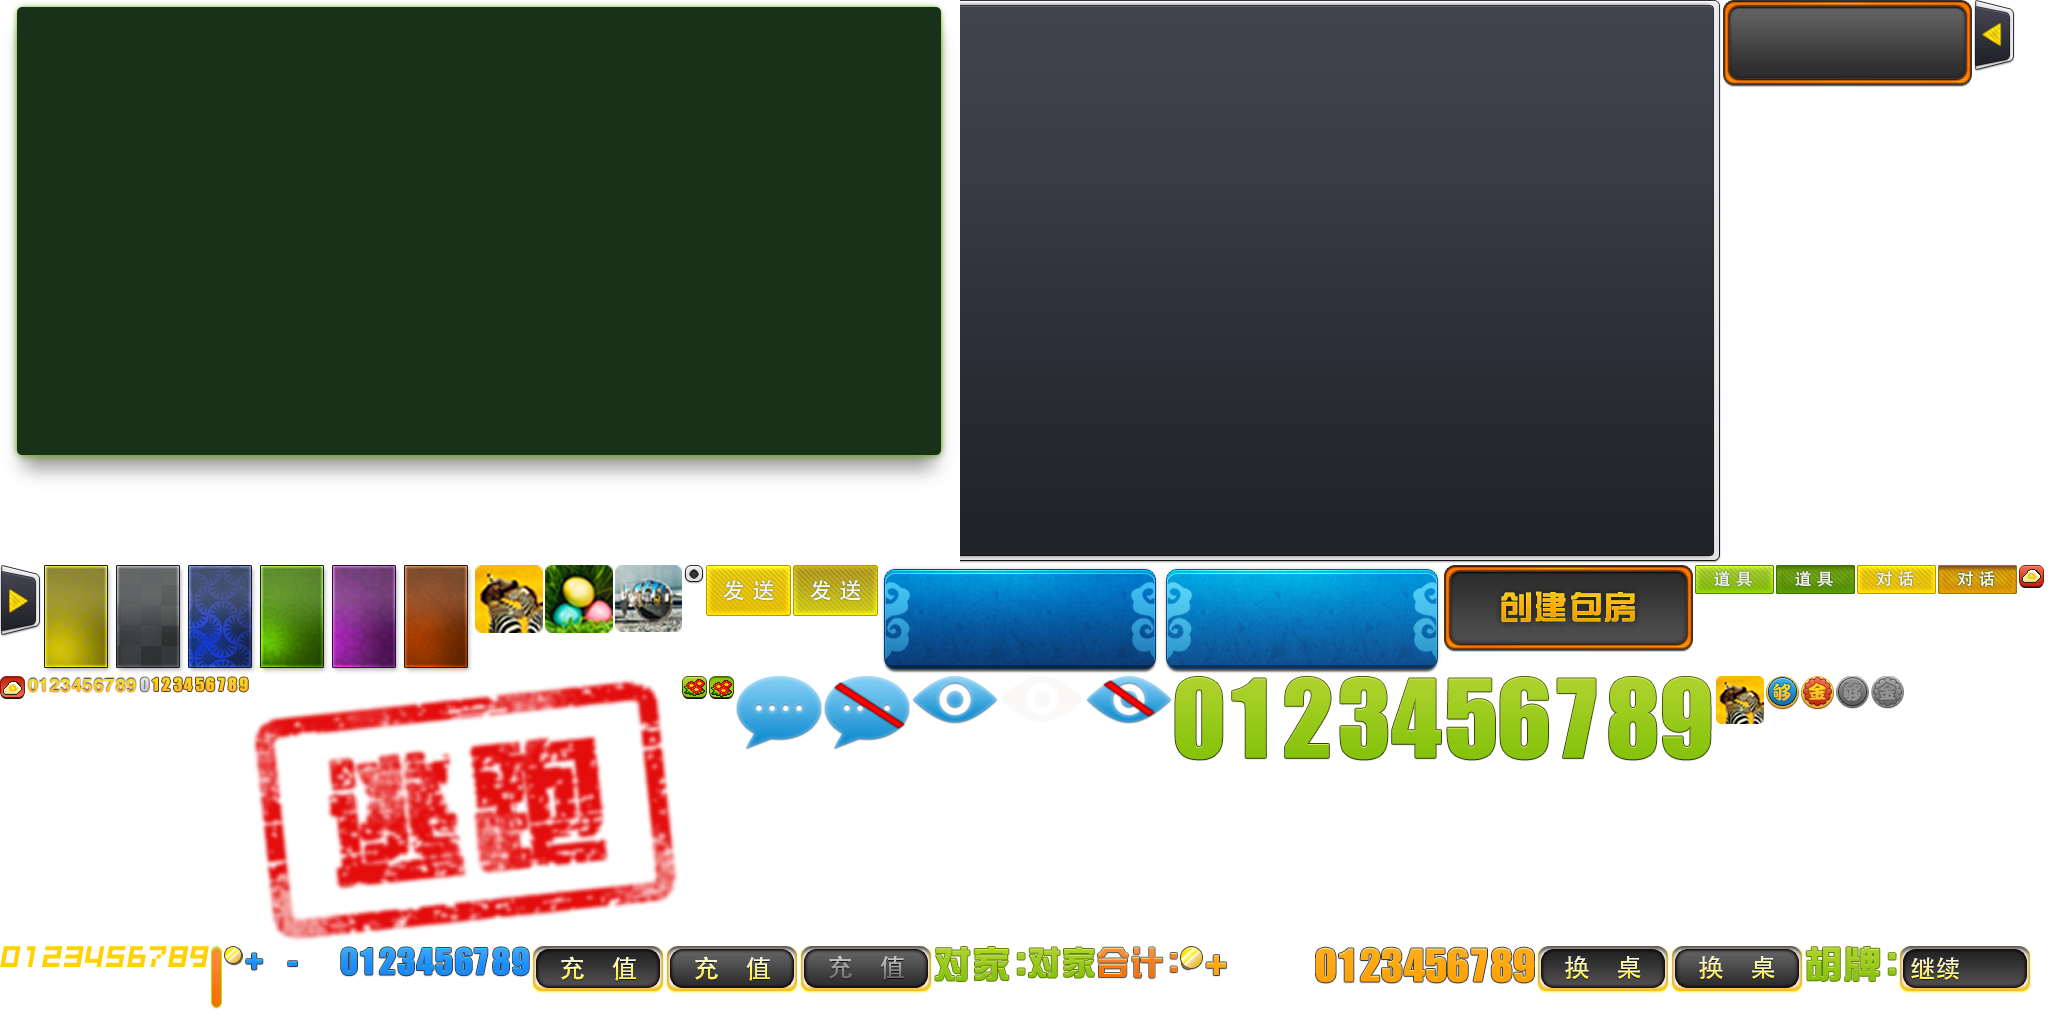 发 送
发 送
创建包房
道 具
道 具
对 话
对 话
0123456789
0123456789
逃跑
0123456789
够
金
够
金
0123456789
+ -
0123456789
充 值
充 值
充 值
对家:
对家
合计:
+
0123456789
换 桌
换 桌
胡牌:
继续